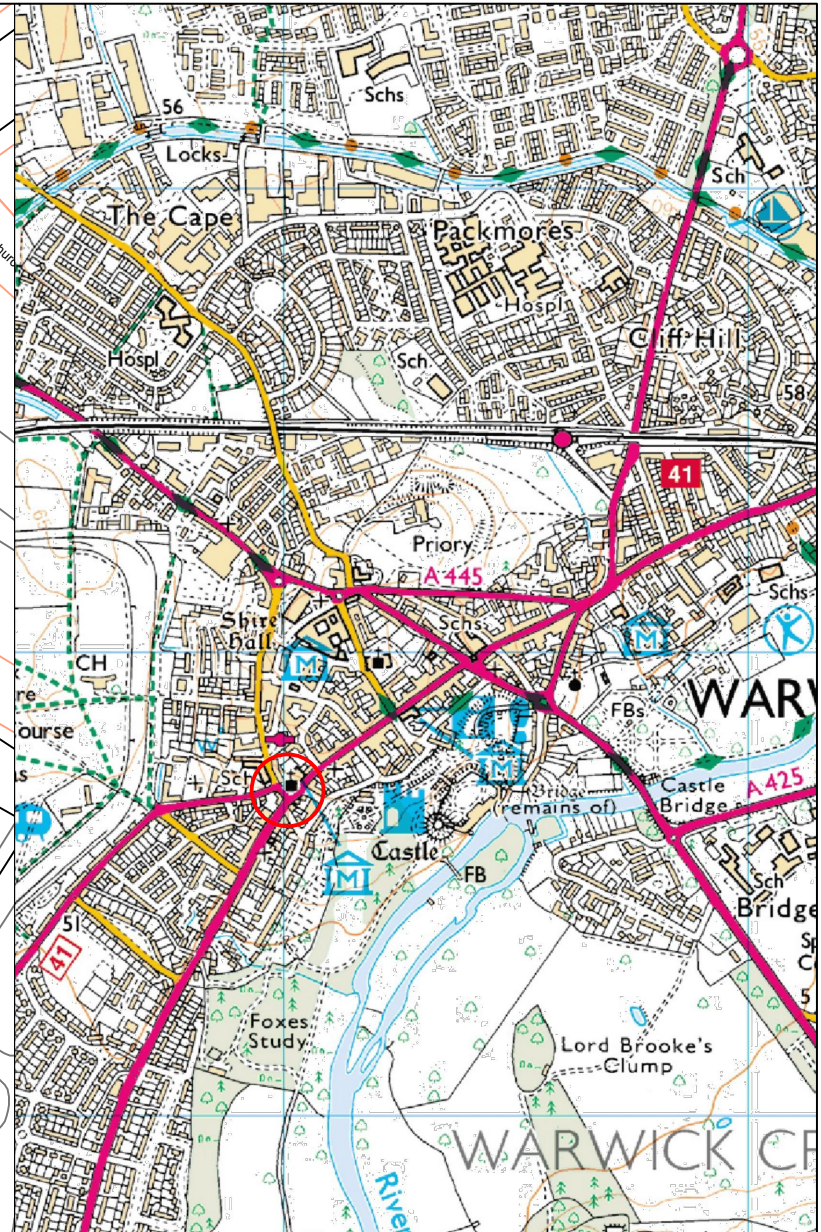 56
Schs
Locks
Sch
The Cape
Packmores
Hospl
Cliff Hill
Hospl
Sch
58
41
Priory
A 445
Shire
Hall
Schs
Schs
M
M
CH
WARW
FBs
ourse
Sch
M
Bridge
(remains of)
Castle
Bridge
A 425
Castle
M
FB
Sch
Bridge
51
41
Foxes
Study
Lord Brooke's
Clump
WARWICK
River